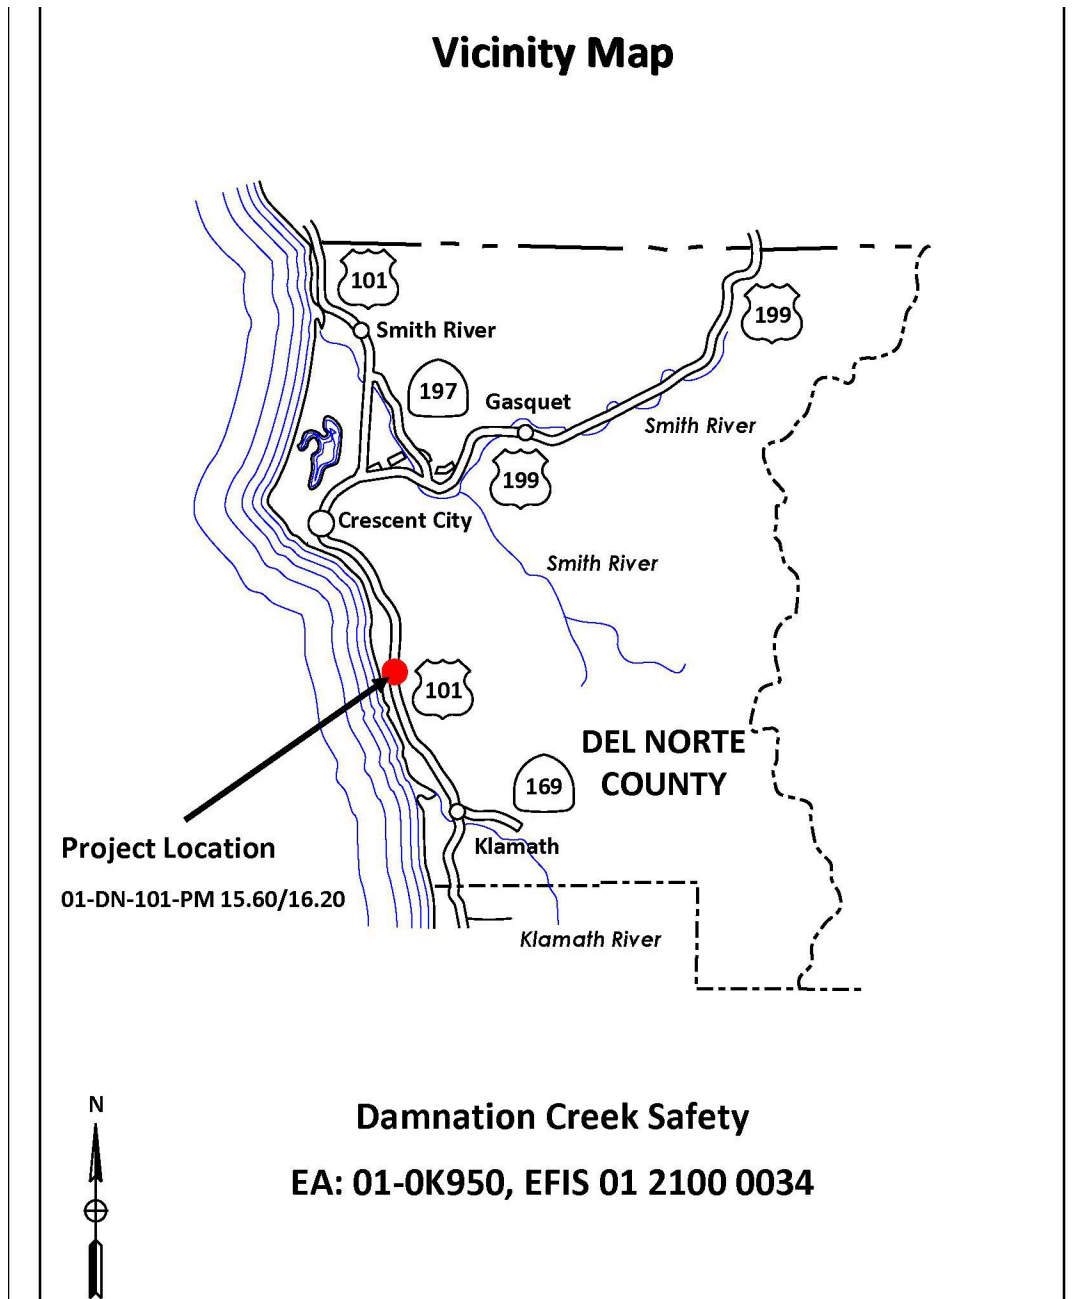 Vicinity Map
101
199
Smith River
197
Gasquet
Smith River
199
Crescent City
Smith River
101
DEL NORTE
COUNTY
169
Project Location
Klamath
01-DN-101-PM 15.60/16.20
Klamath River
N
Damnation Creek Safety
EA: 01-0K950, EFIS 01 2100 0034